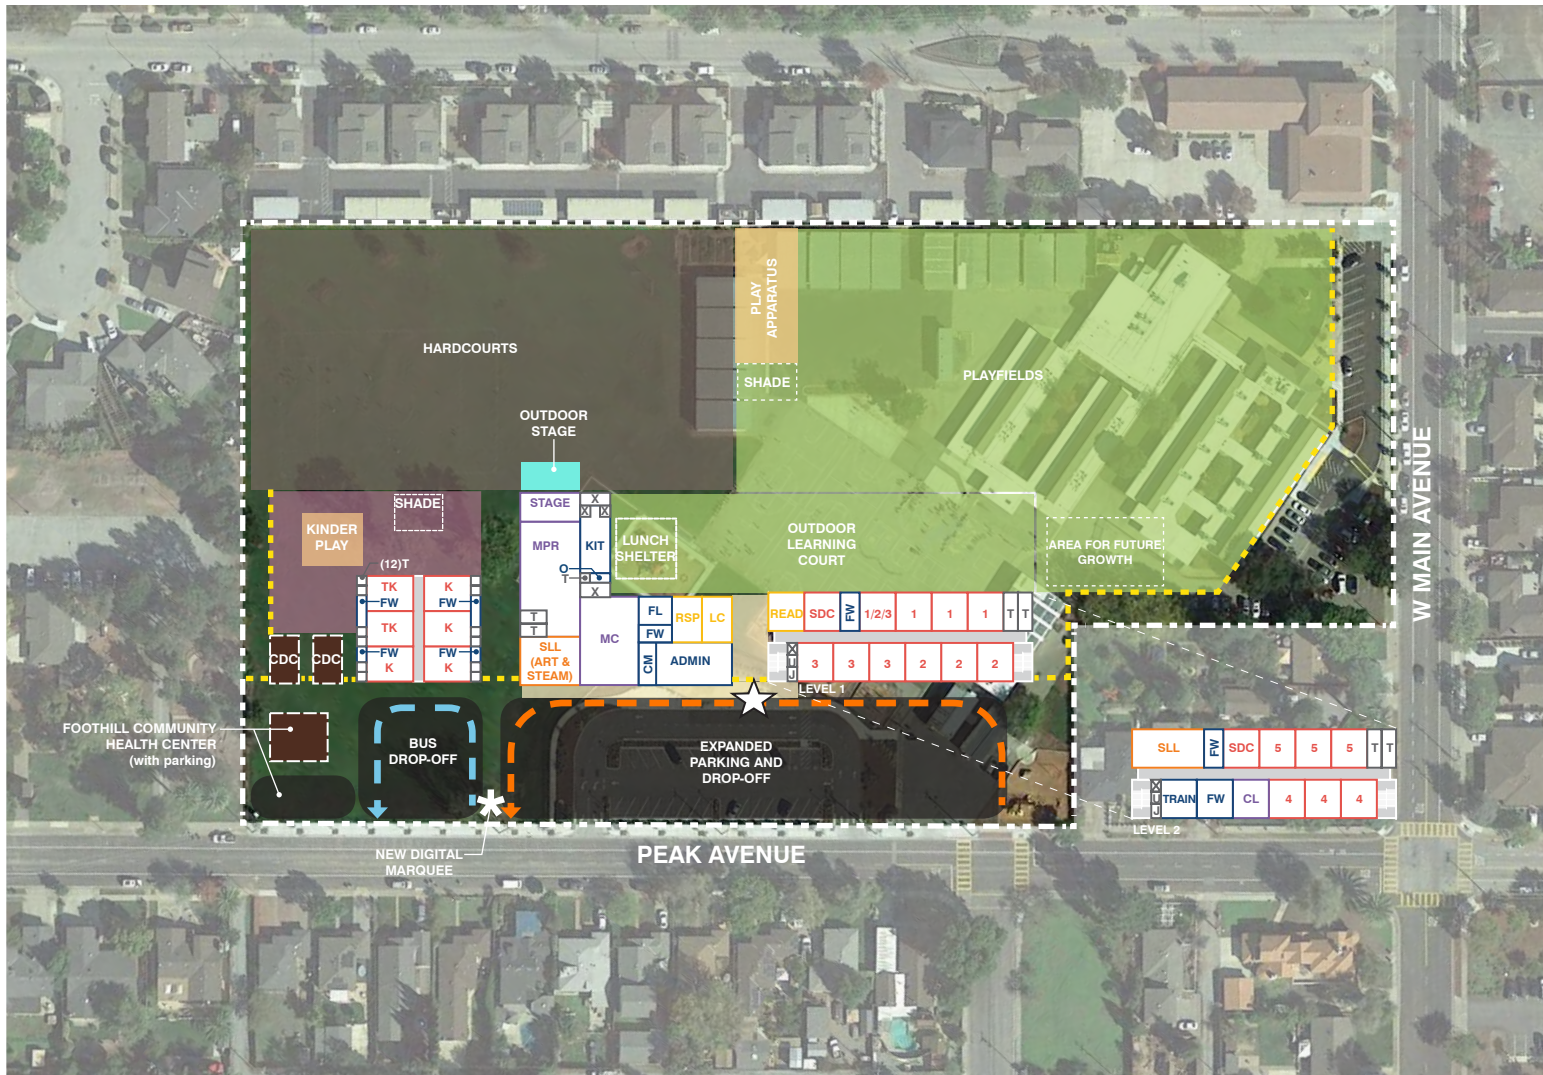 HARDCOURTS
PLAY
APPARATUS
SHADE
PLAYFIELDS
OUTDOOR
STAGE
W MAIN AVENUE
SHADE
KINDER
PLAY
(12)T
TK
FW
TK
FW
K
K
FW
K
FW
K
CDC
CDC
STAGE
X
X
X
MPR
KIT
O
T
X
T
T
SLL
(ART &
STEAM)
MC
LUNCH
SHELTER
FL
FW
RSP
LC
CM
ADMIN
OUTDOOR
LEARNING
COURT
AREA FOR FUTURE
GROWTH
READ
SDC
FW
1/2/3
1
1
1
T
T
X
J
3
3
3
2
2
2
LEVEL 1
FOOTHILL COMMUNITY
HEALTH CENTER
(with parking)
BUS
DROP-OFF
EXPANDED
PARKING AND
DROP-OFF
SLL
FW
SDC
5
5
5
T
T
X
J
TRAIN
FW
CL
4
4
4
LEVEL 2
NEW DIGITAL
MARQUEE
PEAK AVENUE